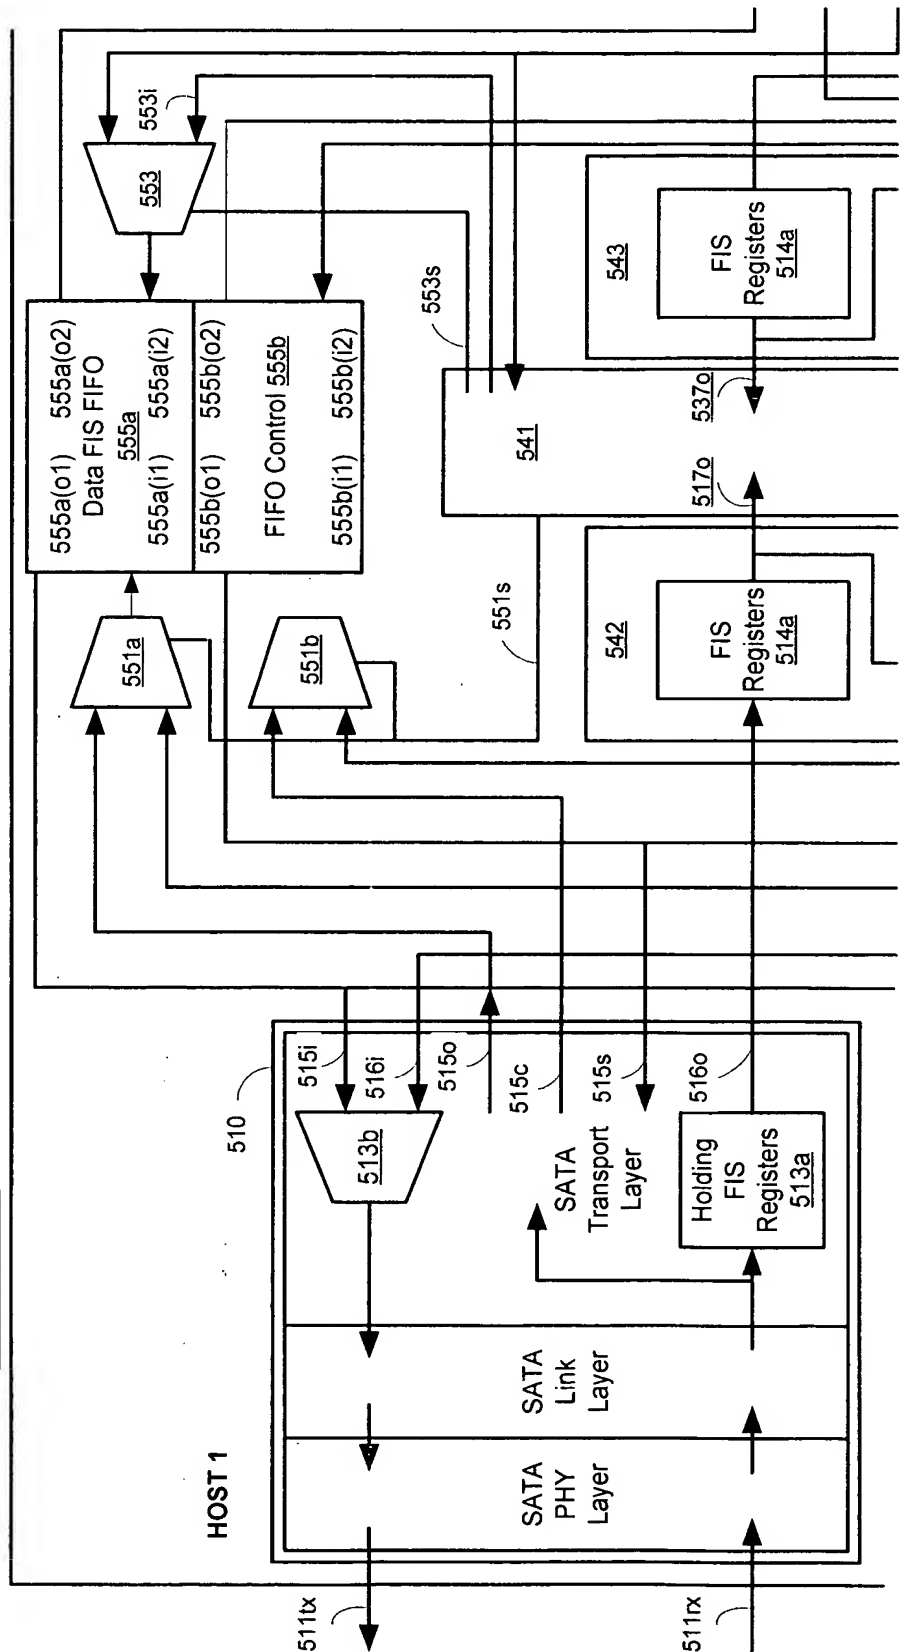 HOST 1
511tx
511rx
510
SATA
PHY
Layer
SATA
Link
Layer
SATA
Transport
Layer
513b
Holding
FIS
Registers
513a
515i
516i
515o
515c
515s
516o
551a
551b
551s
555a(o1)
555a(o2)
Data FIS FIFO
555a
555a(i1)
555a(i2)
555b(o1)
555b(o2)
FIFO Control 555b
555b(i1)
555b(i2)
553
553i
553s
541
517o
537o
542
FIS
Registers
514a
543
FIS
Registers
514a